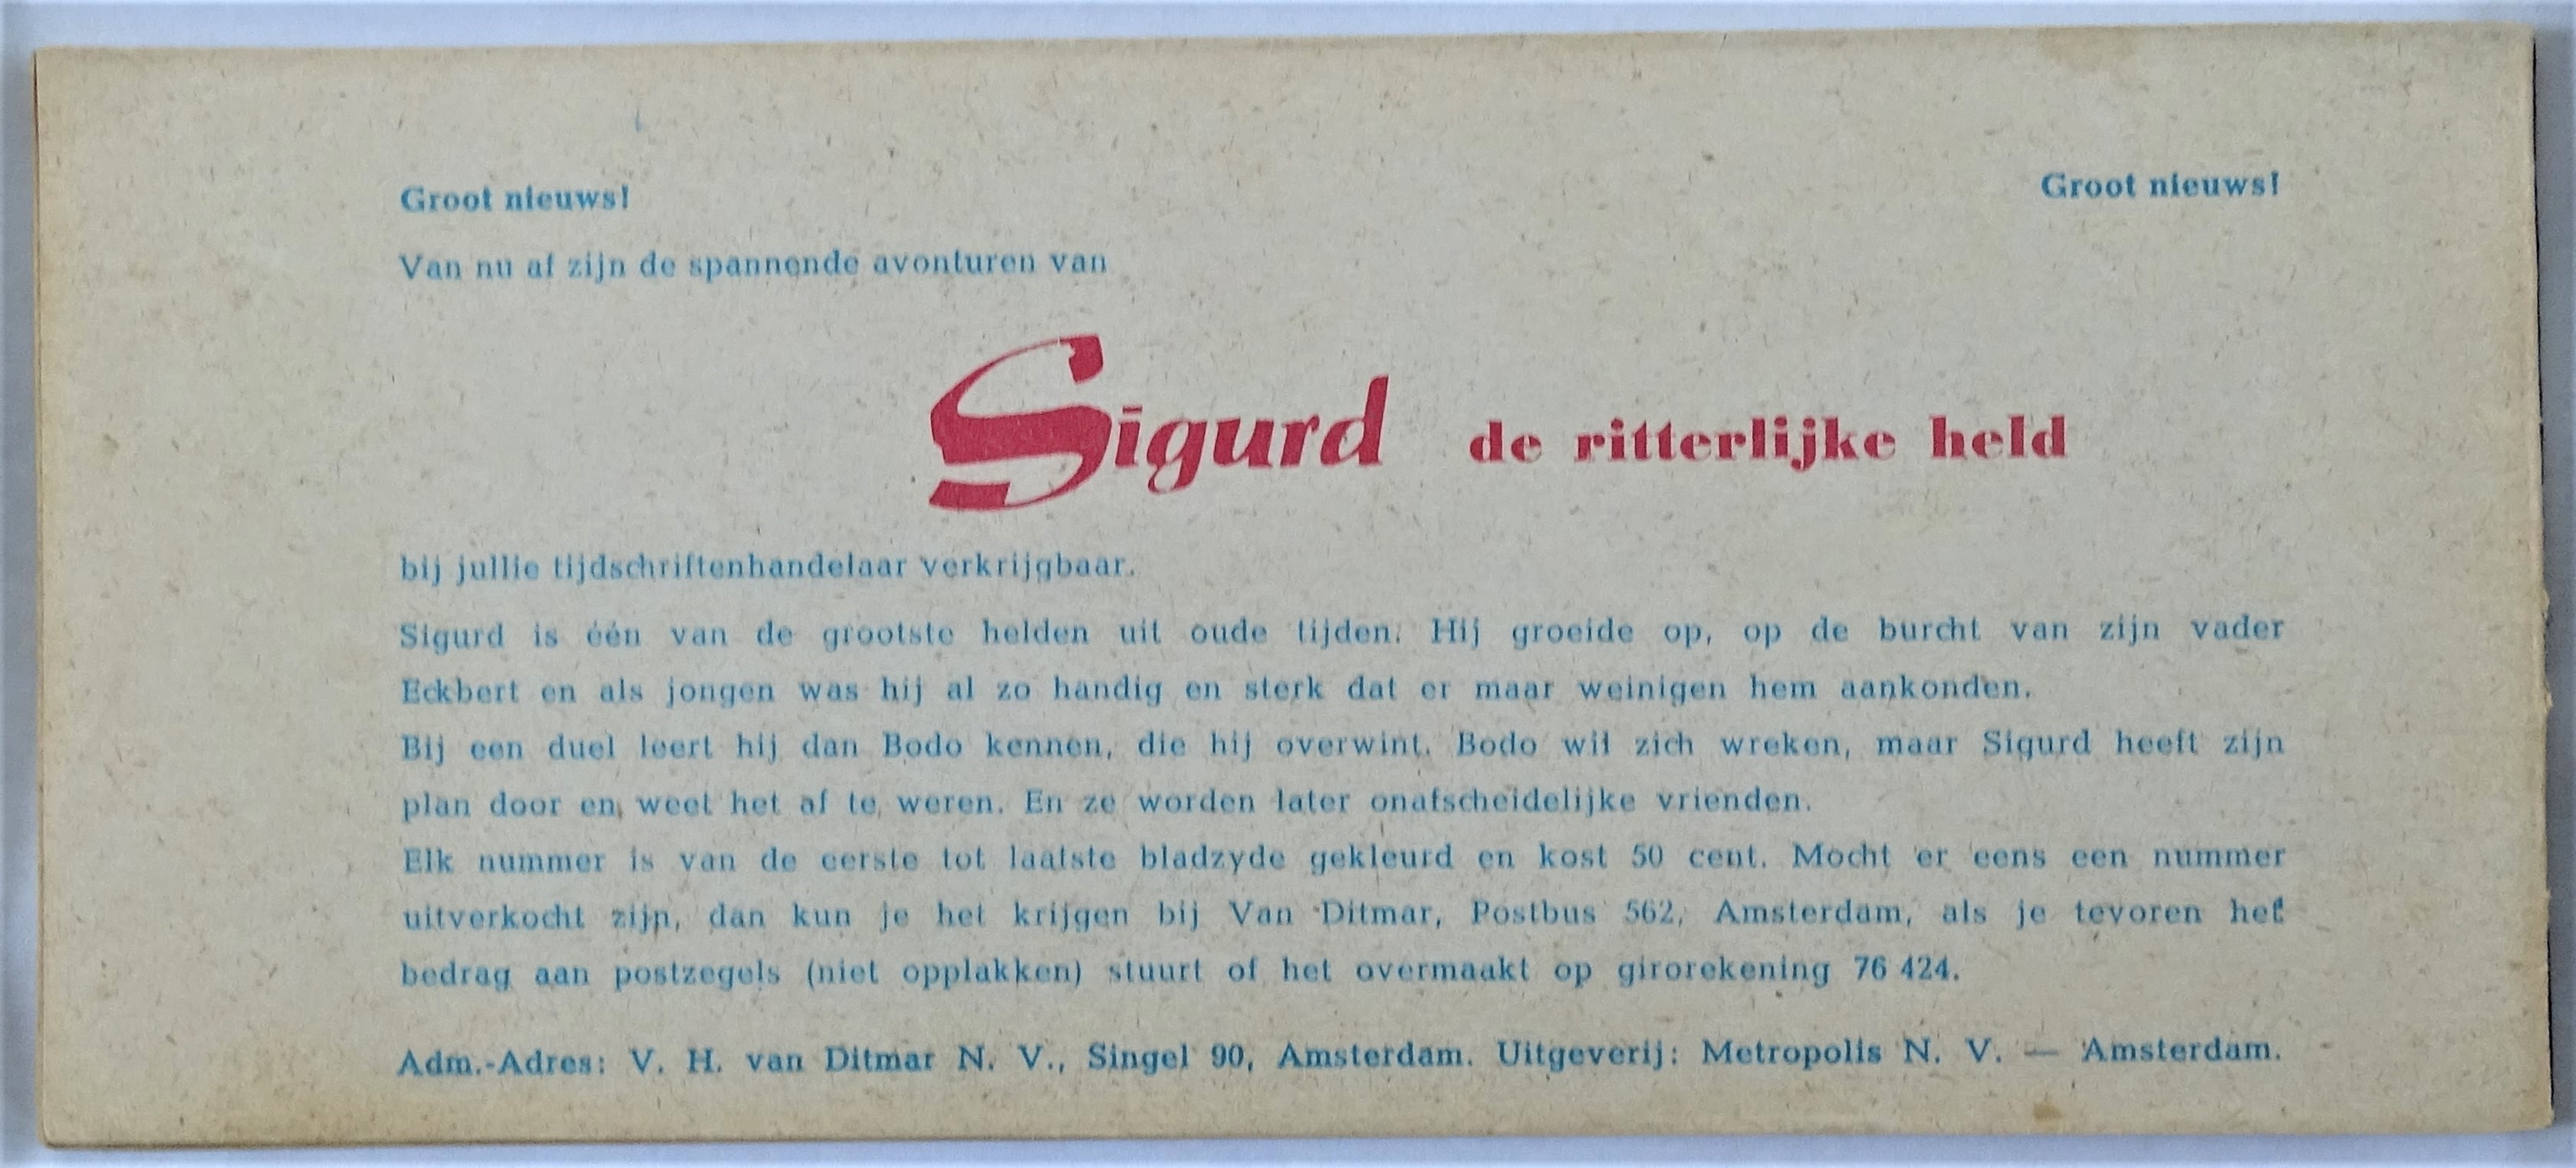 Groot nieuws! Groot nieuws!
Van nu af zijn de spannende avonturen van
Sigurd de ritterlijke held
bij jullie tijdschriftenhandelaar verkrijgbaar.
Sigurd is één van de grootste helden uit oude tijden. Hij groeide op, op de burcht van zijn vader
Eckbert en als jongen was hij al zo handig en sterk dat er maar weinigen hem aankonden.
Bij een duel leert hij dan Bodo kennen, die hij overwint. Bodo wil zich wreken, maar Sigurd heeft zijn
plan door en weet het af te weren. En ze worden later onafscheidelijke vrienden.
Elk nummer is van de eerste tot laatste bladzyde gekleurd en kost 50 cent. Mocht er eens een nummer
uitverkocht zijn, dan kun je het krijgen bij Van Ditmar, Postbus 562, Amsterdam, als je tevoren het
bedrag aan postzegels (niet opplakken) stuurt of het overmaakt op girorekening 76 424.
Adm.-Adres: V. H. van Ditmar N. V., Singel 90, Amsterdam. Uitgeverij: Metropolis N. V. — Amsterdam.